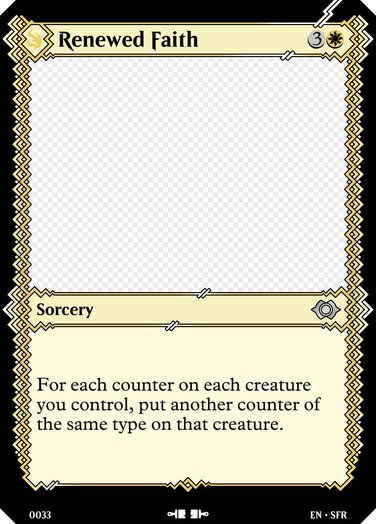 Renewed Faith 3
Sorcery
For each counter on each creature
you control, put another counter of
the same type on that creature.
0033 EN • SFR